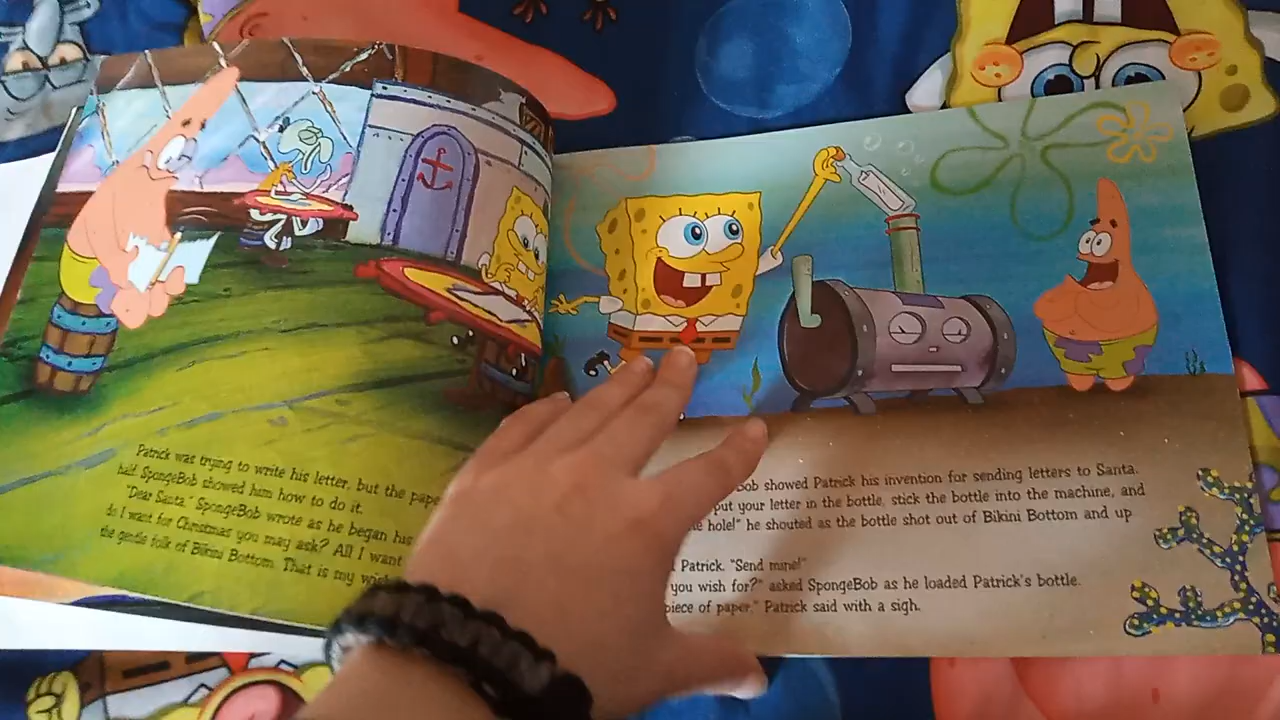 Patrick was trying to write his letter, but the pape
half. SpongeBob showed him how to do it.
"Dear Santa," SpongeBob wrote as he began his
do I want for Christmas you may ask? All I want
the gentle folk of Bikini Bottom. That is my wis
Bob showed Patrick his invention for sending letters to Santa.
put your letter in the bottle, stick the bottle into the machine, and
hole!" he shouted as the bottle shot out of Bikini Bottom and up
Patrick. "Send mine!"
you wish for?" asked SpongeBob as he loaded Patrick's bottle.
piece of paper," Patrick said with a sigh.